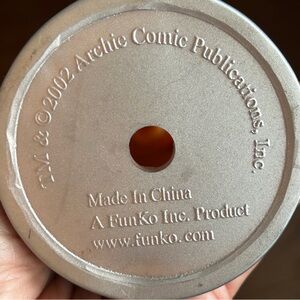 TM & ©2002 Archie Comic Publications, Inc.
Made In China
A Funko Inc. Product
www.funko.com